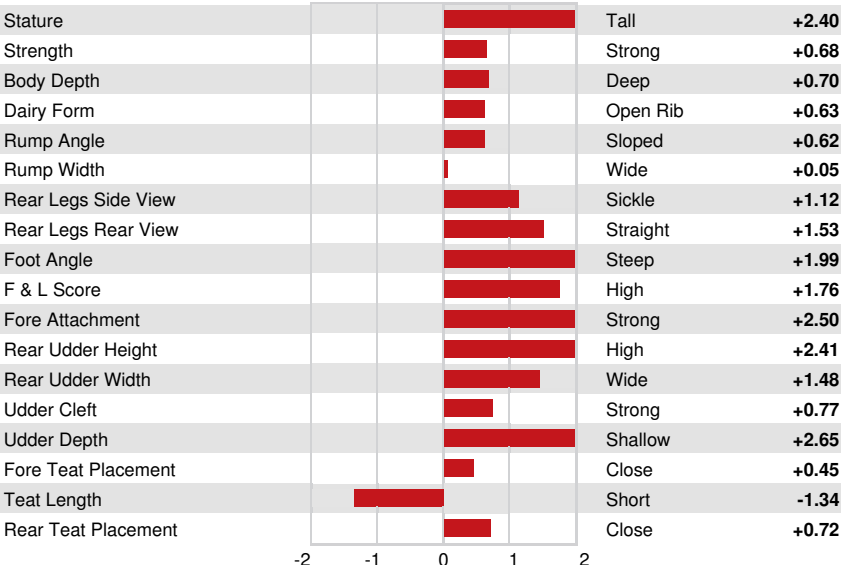 Stature Tall +2.40
Strength Strong +0.68
Body Depth Deep +0.70
Dairy Form Open Rib +0.63
Rump Angle Sloped +0.62
Rump Width Wide +0.05
Rear Legs Side View Sickle +1.12
Rear Legs Rear View Straight +1.53
Foot Angle Steep +1.99
F & L Score High +1.76
Fore Attachment Strong +2.50
Rear Udder Height High +2.41
Rear Udder Width Wide +1.48
Udder Cleft Strong +0.77
Udder Depth Shallow +2.65
Fore Teat Placement Close +0.45
Teat Length Short -1.34
Rear Teat Placement Close +0.72
-2 -1 0 1 2